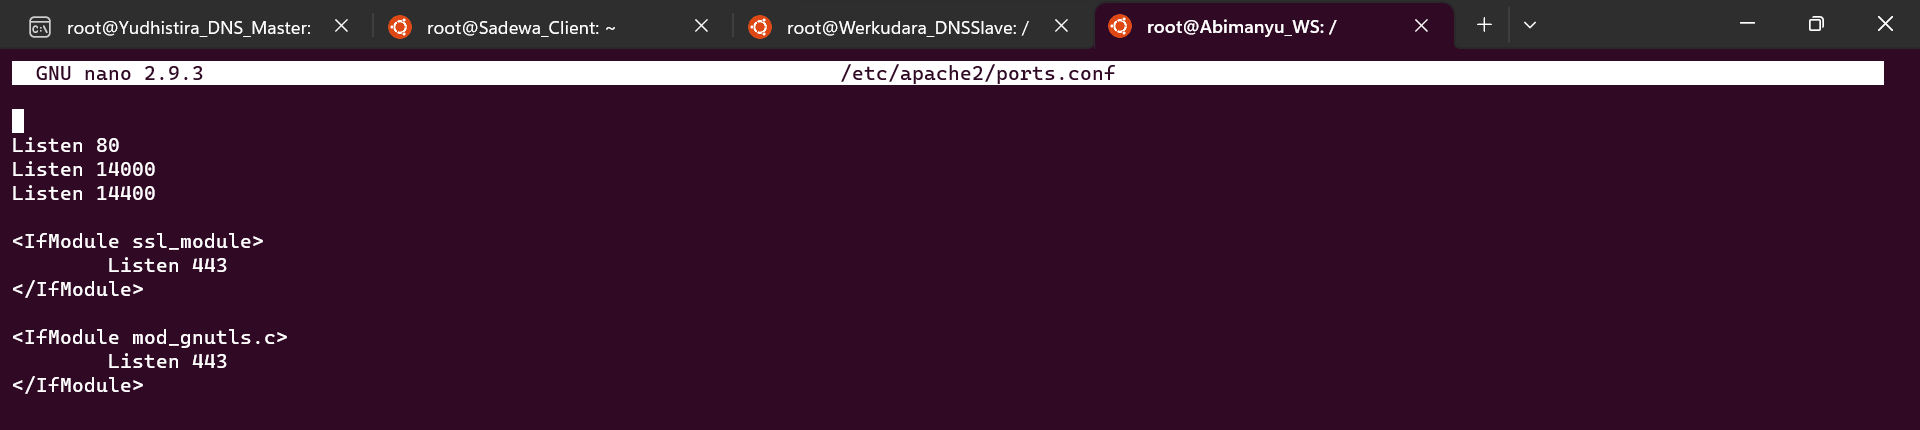 root@Yudhistira_DNS_Master:
root@Sadewa_Client: ~
root@Werkudara_DNSSlave: /
root@Abimanyu_WS: /
GNU nano 2.9.3 /etc/apache2/ports.conf
Listen 80
Listen 14000
Listen 14400
<IfModule ssl_module>
Listen 443
</IfModule>
<IfModule mod_gnutls.c>
Listen 443
</IfModule>